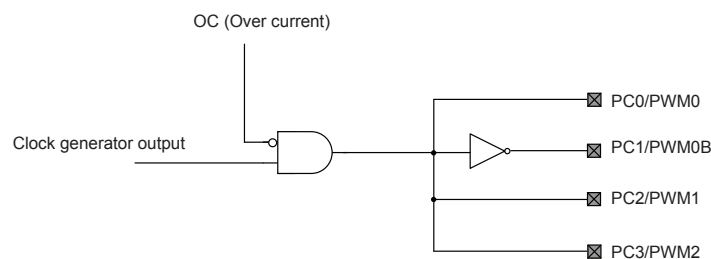 OC (Over current)
PC0/PWM0
Clock generator output
PC1/PWM0B
PC2/PWM1
PC3/PWM2